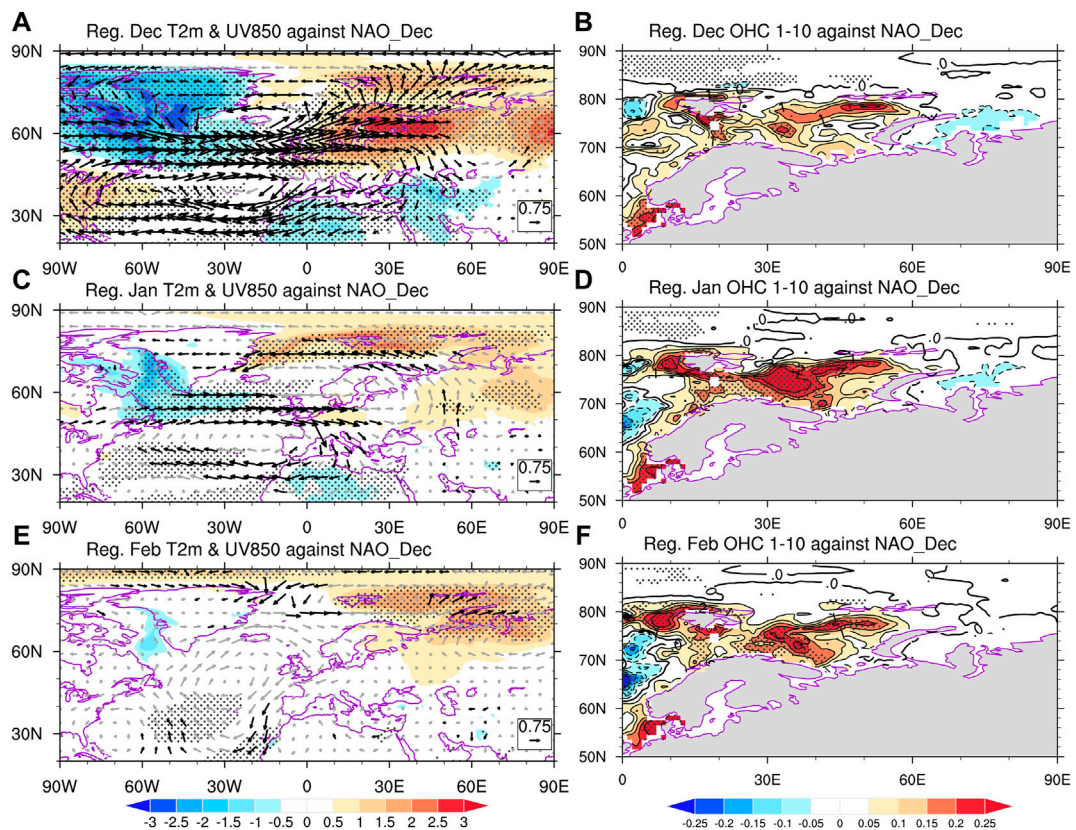 A
Reg. Dec T2m & UV850 against NAO_Dec
90N
60N
30N
0.75
90W 60W 30W 0 30E 60E 90E
B
Reg. Dec OHC 1-10 against NAO_Dec
90N
80N
70N
60N
50N
.0
0 30E 60E 90E
C
Reg. Jan T2m & UV850 against NAO_Dec
90N
60N
30N
0.75
90W 60W 30W 0 30E 60E 90E
D
Reg. Jan OHC 1-10 against NAO_Dec
90N
80N
70N
60N
50N
.0
.0
.0
0 30E 60E 90E
E
Reg. Feb T2m & UV850 against NAO_Dec
90N
60N
30N
0.75
90W 60W 30W 0 30E 60E 90E
-3 -2.5 -2 -1 -0.5 0 0.5 1 1.5 2 2.5 3
F
Reg. Feb OHC 1-10 against NAO_Dec
90N
80N
70N
60N
50N
.0
.0
0 30E 60E 90E
-0.25 -0.2 -0.15 -0.1 -0.05 0 0.05 0.1 0.15 0.2 0.25